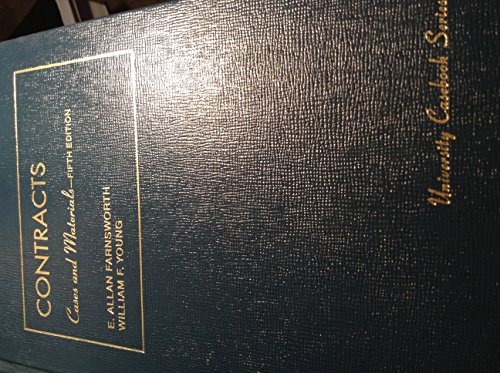 CONTRACTS
Cases and Materials—FIFTH EDITION
E. ALLAN FARNSWORTH
WILLIAM F. YOUNG
University Casebook Series